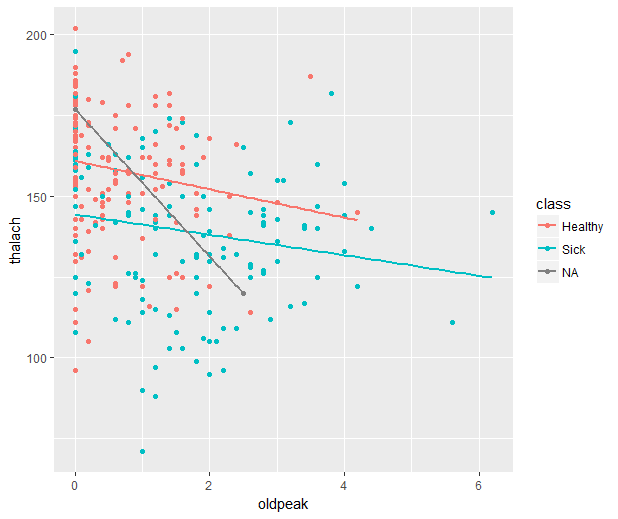 200
150
100
thalach
0
2
4
6
oldpeak
class
Healthy
Sick
NA